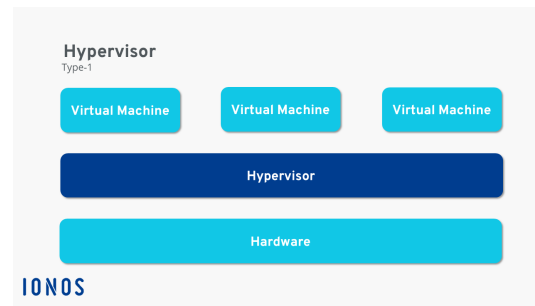 Hypervisor
Type-1
Virtual Machine Virtual Machine Virtual Machine
Hypervisor
Hardware
IONOS